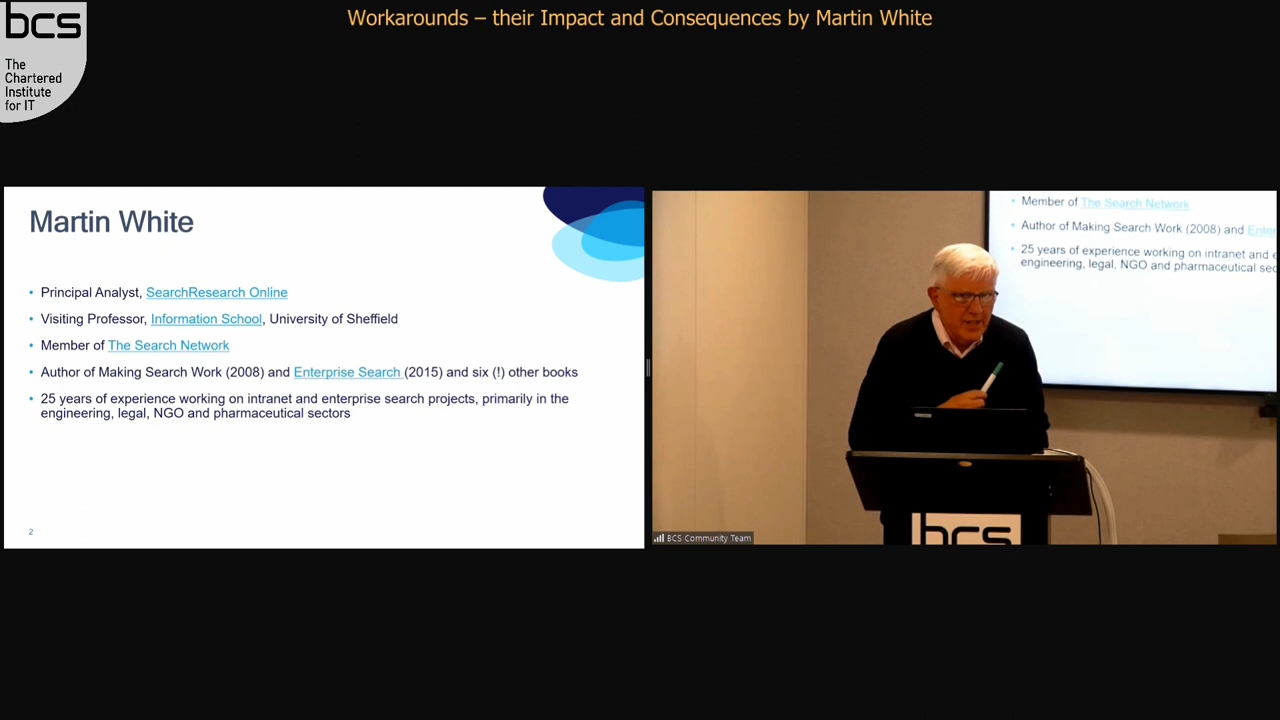 Workarounds – their Impact and Consequences by Martin White
bcs
The
Chartered
Institute
for IT
Martin White
• Principal Analyst, SearchResearch Online
• Visiting Professor, Information School, University of Sheffield
• Member of The Search Network
• Author of Making Search Work (2008) and Enterprise Search (2015) and six (!) other books
• 25 years of experience working on intranet and enterprise search projects, primarily in the
engineering, legal, NGO and pharmaceutical sectors
2
• Member of The Search Network
• Author of Making Search Work (2008) and Enter
• 25 years of experience working on intranet and e
engineering, legal, NGO and pharmaceutical sec
bcs
BCS Community Team